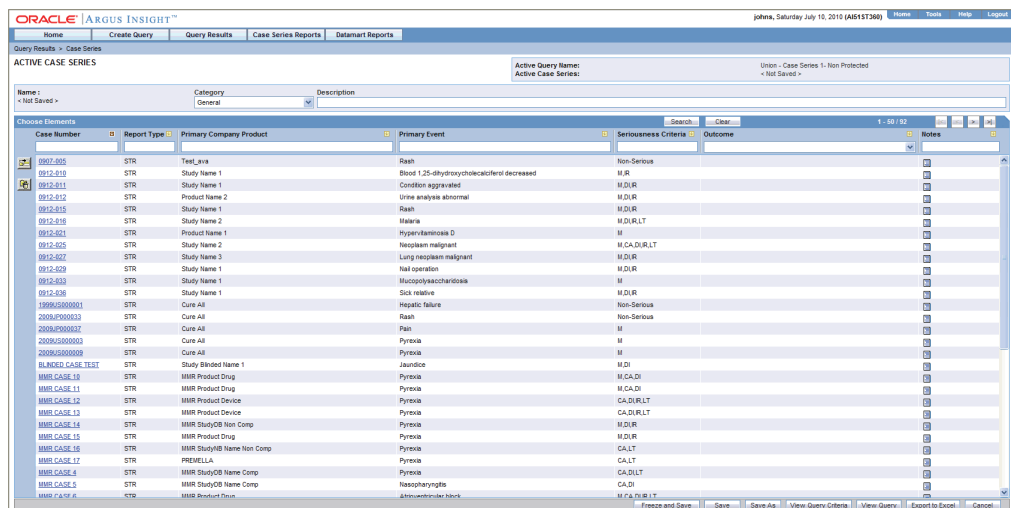 ORACLE ARGUS INSIGHT™
johns, Saturday July 10, 2010 (AI51ST360) Home Tools Help Logout
Home Create Query Query Results Case Series Reports Datamart Reports
Query Results > Case Series
ACTIVE CASE SERIES
Active Query Name: Union - Case Series 1- Non Protected
Active Case Series: < Not Saved >
Name : Category Description
< Not Saved > General
Choose Elements Search Clear 1 - 50 / 92
Case Number Report Type Primary Company Product Primary Event Seriousness Criteria Outcome Notes
0907-005 STR Test_ava Rash Non-Serious
0912-010 STR Study Name 1 Blood 1,25-dihydroxycholecalciferol decreased M,IR
0912-011 STR Study Name 1 Condition aggravated M,DI,IR
0912-012 STR Product Name 2 Urine analysis abnormal M,DI,IR
0912-015 STR Study Name 1 Rash M,DI,IR
0912-016 STR Study Name 2 Malaria M,DI,IR,LT
0912-021 STR Product Name 1 Hypervitaminosis D M
0912-025 STR Study Name 2 Neoplasm malignant M,CA,DI,IR,LT
0912-027 STR Study Name 3 Lung neoplasm malignant M,DI,IR
0912-029 STR Study Name 1 Nail operation M,DI,IR
0912-033 STR Study Name 1 Mucopolysaccharidosis M
0912-036 STR Study Name 1 Sick relative M,DI,IR
1999US000001 STR Cure All Hepatic failure Non-Serious
2009JP000033 STR Cure All Rash Non-Serious
2009JP000037 STR Cure All Pain M
2009US000003 STR Cure All Pyrexia M
2009US000009 STR Cure All Pyrexia M
BLINDED CASE TEST STR Study Blinded Name 1 Jaundice M,DI
MMR CASE 10 STR MMR Product Drug Pyrexia M,CA,DI
MMR CASE 11 STR MMR Product Drug Pyrexia M,CA,DI
MMR CASE 12 STR MMR Product Device Pyrexia CA,DI,IR,LT
MMR CASE 13 STR MMR Product Device Pyrexia CA,DI,IR,LT
MMR CASE 14 STR MMR StudyDB Non Comp Pyrexia M,DI,IR
MMR CASE 15 STR MMR Product Drug Pyrexia M,DI,IR
MMR CASE 16 STR MMR StudyNB Name Non Comp Pyrexia CA,LT
MMR CASE 17 STR PREMELLA Pyrexia CA,LT
MMR CASE 4 STR MMR StudyDB Name Comp Pyrexia CA,DI,LT
MMR CASE 5 STR MMR StudyDB Name Comp Nasopharyngitis CA,DI
MMR CASE 6 STR MMR Product Drug Atrioventricular block M,CA,DI,IR,LT
Freeze and Save Save Save As View Query Criteria View Query Export to Excel Cancel